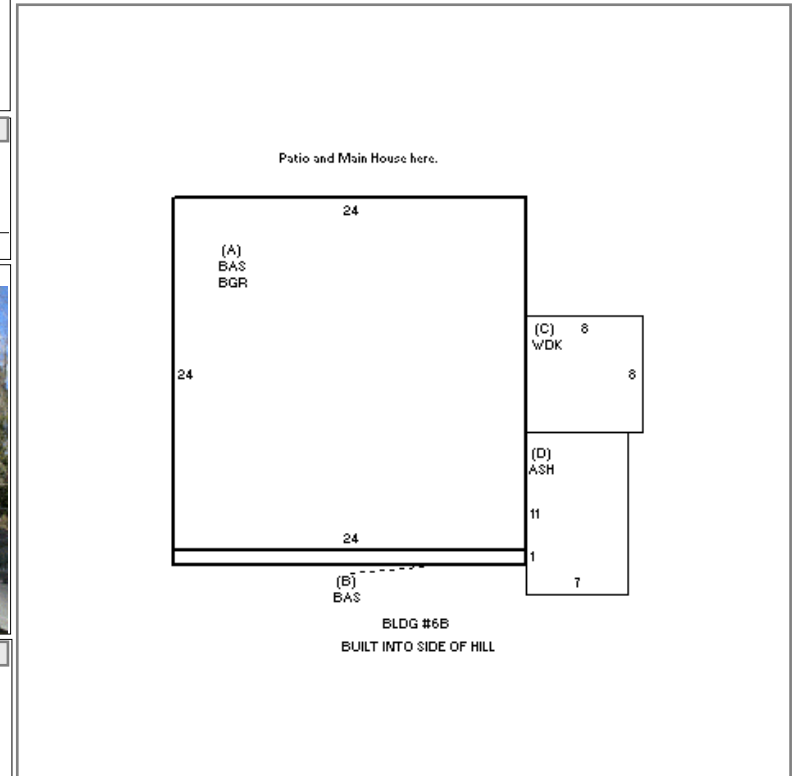 Patio and Main House here.
24
(A)
BAS
BGR
(C) 8
WDK
24
8
(D)
ASH
11
24
1
(B)
BAS
7
BLDG #6B
BUILT INTO SIDE OF HILL